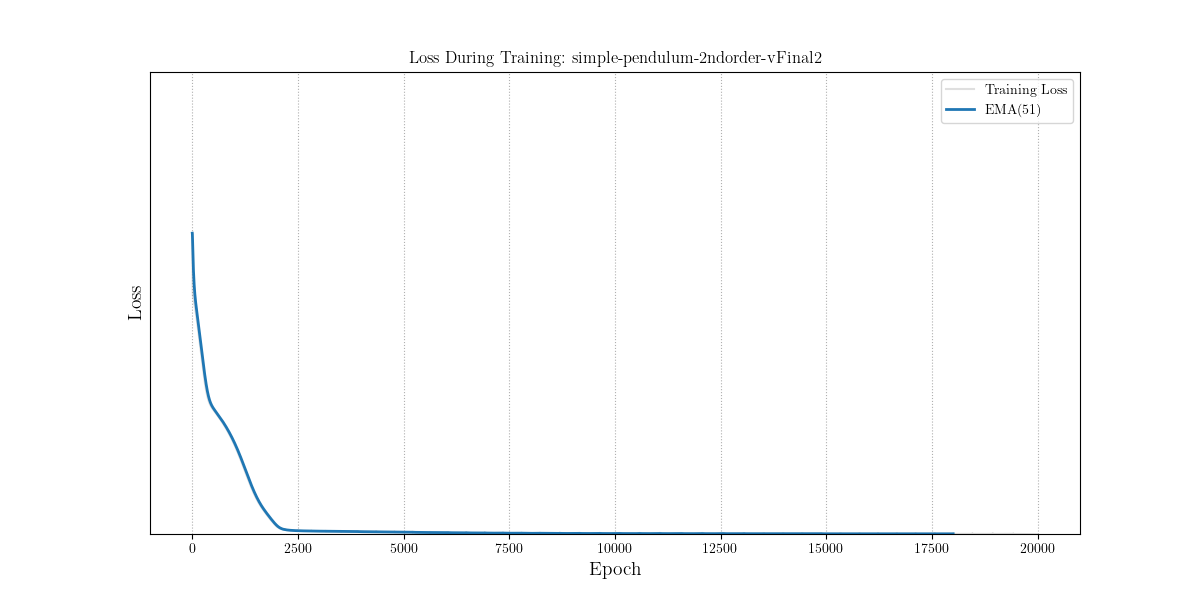 Loss During Training: simple-pendulum-2ndorder-vFinal2
Training Loss
EMA(51)
Loss
0 2500 5000 7500 10000 12500 15000 17500 20000
Epoch